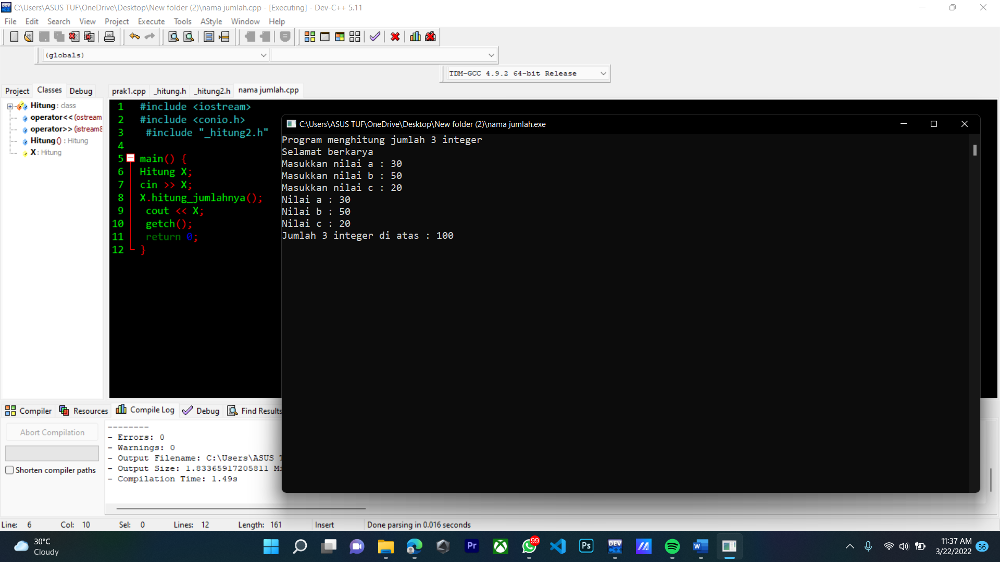 C:\Users\ASUS TUF\OneDrive\Desktop\New folder (2)\nama jumlah.cpp - [Executing] - Dev-C++ 5.11
File Edit Search View Project Execute Tools AStyle Window Help
(globals)
TDM-GCC 4.9.2 64-bit Release
Project Classes Debug
prak1.cpp _hitung.h _hitung2.h nama jumlah.cpp
Hitung : class
operator<< (ostream
operator>> (istream&
Hitung () : Hitung
X : Hitung
1 #include <iostream>
2 #include <conio.h>
3 #include "_hitung2.h"
4
5 main() {
6 Hitung X;
7 cin >> X;
8 X.hitung_jumlahnya();
9 cout << X;
10 getch();
11 return 0;
12 }
C:\Users\ASUS TUF\OneDrive\Desktop\New folder (2)\nama jumlah.exe
Program menghitung jumlah 3 integer
Selamat berkarya
Masukkan nilai a : 30
Masukkan nilai b : 50
Masukkan nilai c : 20
Nilai a : 30
Nilai b : 50
Nilai c : 20
Jumlah 3 integer di atas : 100
Compiler Resources Compile Log Debug Find Results
Abort Compilation
Shorten compiler paths
--------
- Errors: 0
- Warnings: 0
- Output Filename: C:\Users\ASUS
- Output Size: 1.83365917205811
- Compilation Time: 1.49s
Line: 6 Col: 10 Sel: 0 Lines: 12 Length: 161 Insert Done parsing in 0.016 seconds
30°C
Cloudy
Pr
99
Ps
DEV
C++
W
11:37 AM
3/22/2022
36